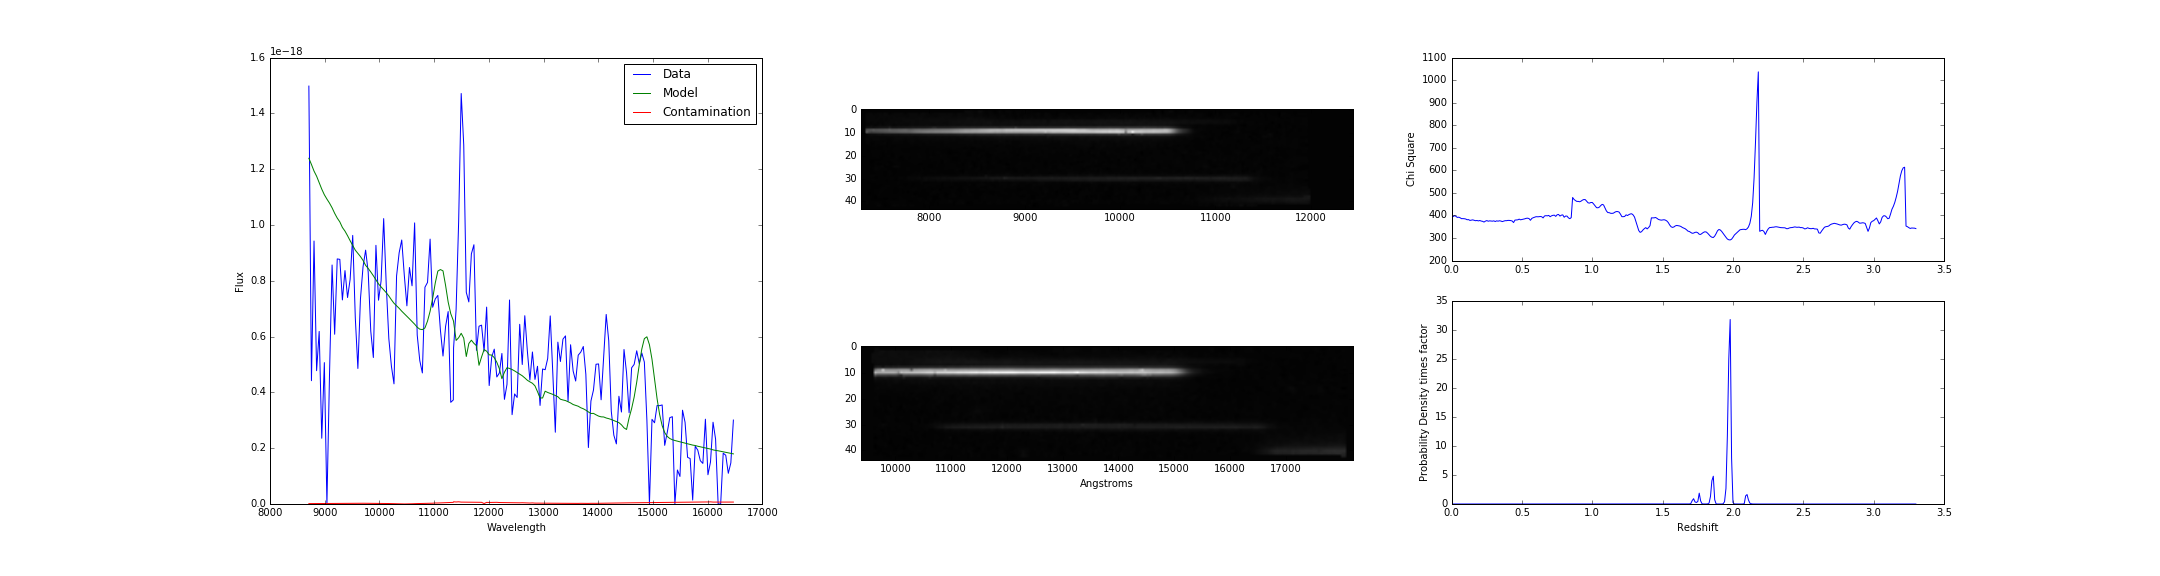 1e−18
1.6
1.4
1.2
1.0
0.8
0.6
0.4
0.2
0.0
Flux
8000 9000 10000 11000 12000 13000 14000 15000 16000 17000
Wavelength
Data
Model
Contamination
0
10
20
30
40
8000 9000 10000 11000 12000
0
10
20
30
40
10000 11000 12000 13000 14000 15000 16000 17000
Angstroms
1100
1000
900
800
700
600
500
400
300
200
Chi Square
0.0 0.5 1.0 1.5 2.0 2.5 3.0 3.5
35
30
25
20
15
10
5
0
Probability Density times factor
0.0 0.5 1.0 1.5 2.0 2.5 3.0 3.5
Redshift